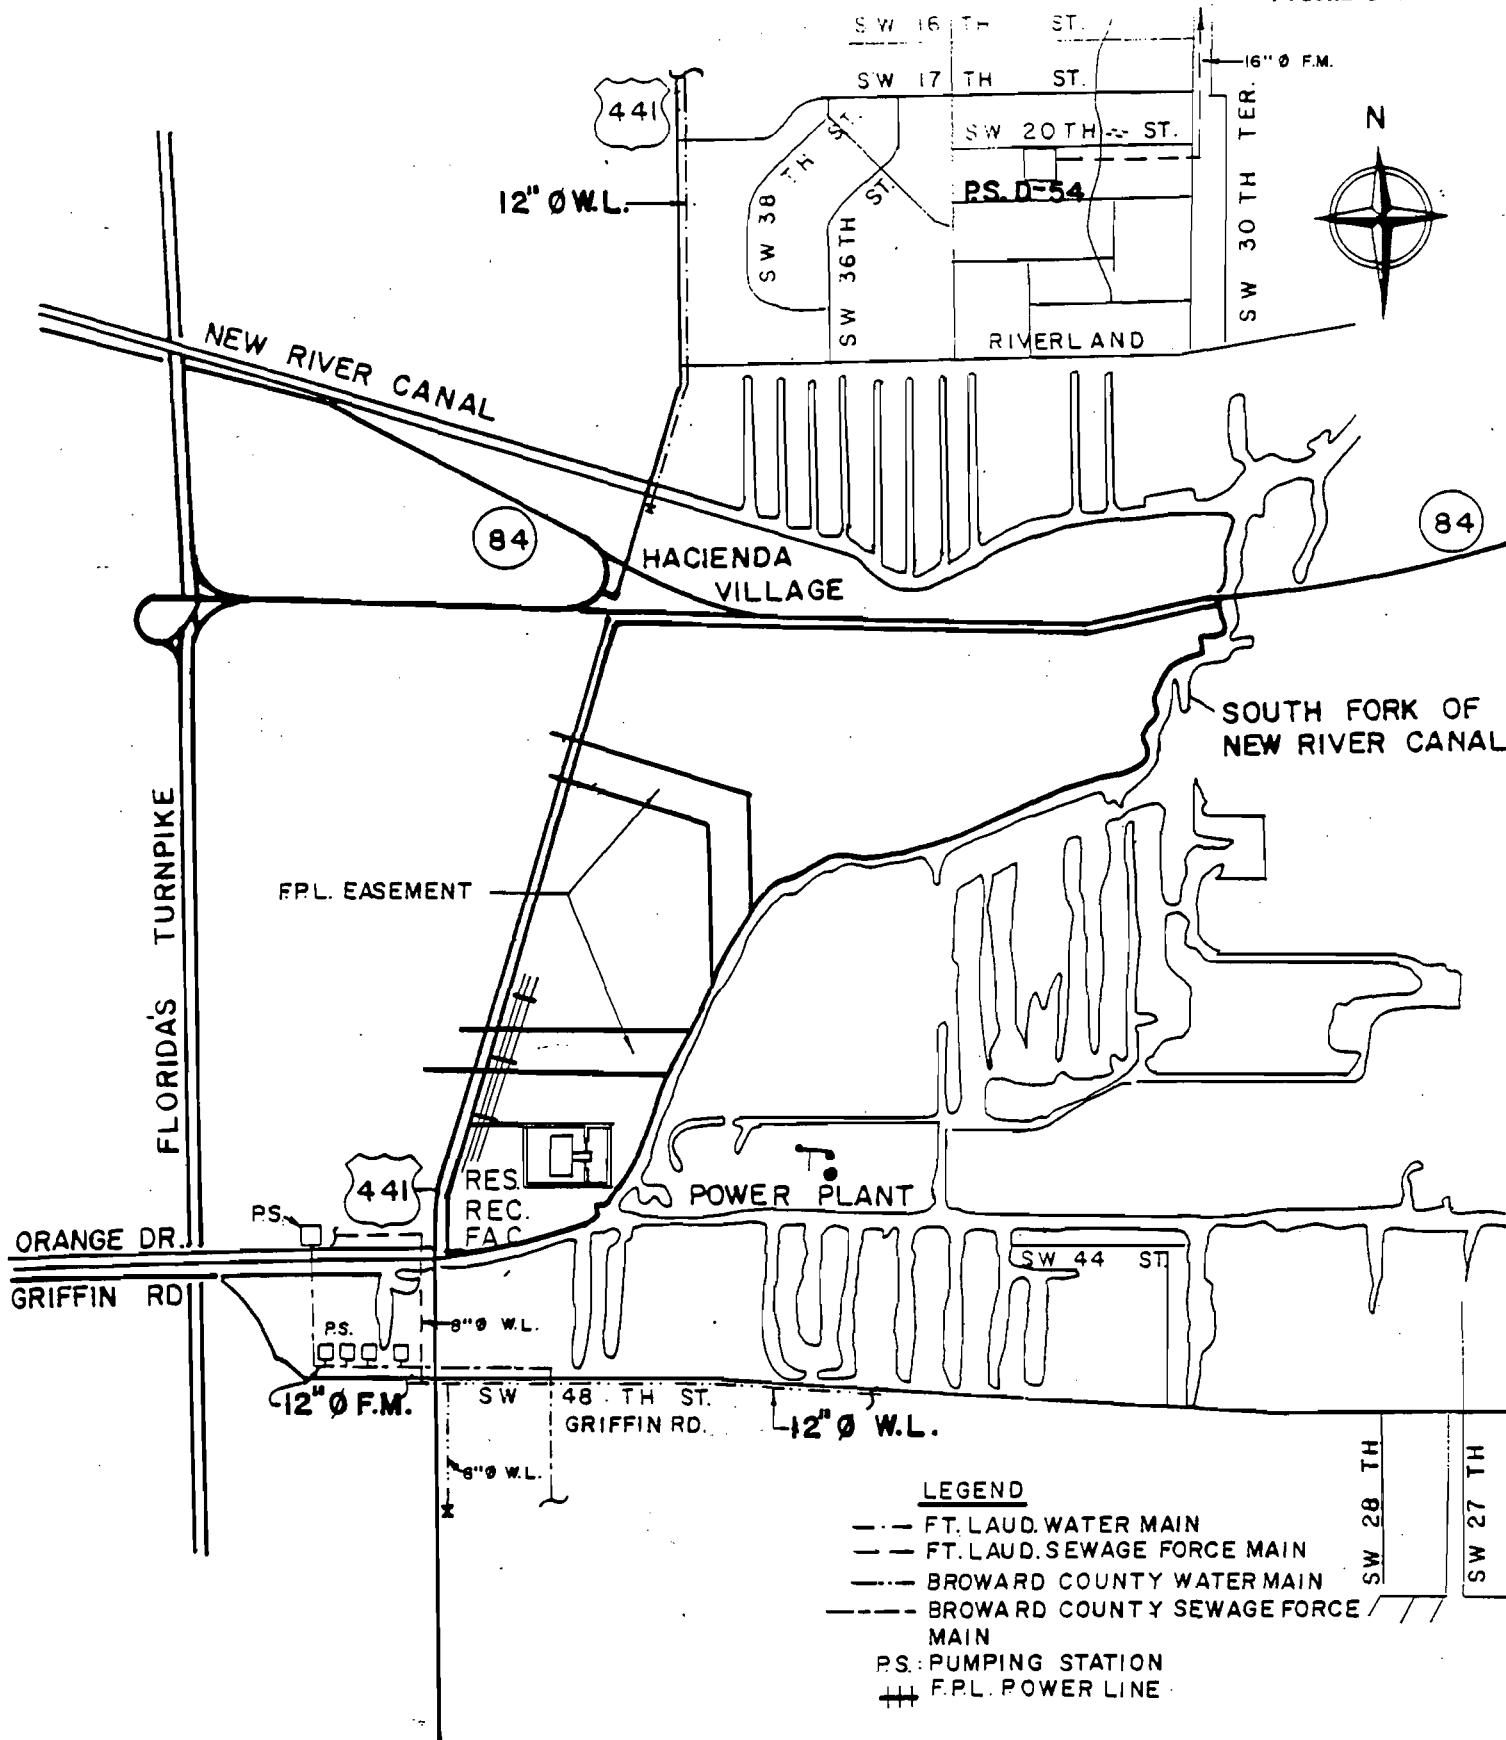 SW 16 TH ST.
16" Ø F.M.
SW 17 TH ST.
441
N
SW 20TH ST.
ST.
SW 30TH TER.
12" Ø W.L.
P.S. D-54
SW 38 TH
SW 36TH ST.
NEW RIVER CANAL
RIVERLAND
84
84
HACIENDA
VILLAGE
SOUTH FORK OF
NEW RIVER CANAL
FLORIDA'S TURNPIKE
F.P.L. EASEMENT
441
RES.
REC.
FAC
POWER PLANT
P.S.
ORANGE DR.
SW 44 ST.
GRIFFIN RD
8"Ø W.L.
P.S.
12" Ø F.M.
SW 48 TH ST.
GRIFFIN RD.
12" Ø W.L.
W.L.
SW 28 TH
SW 27 TH
LEGEND
FT. LAUD. WATER MAIN
FT. LAUD. SEWAGE FORCE MAIN
BROWARD COUNTY WATER MAIN
BROWARD COUNTY SEWAGE FORCE
MAIN
P.S.: PUMPING STATION
F.P.L. POWER LINE